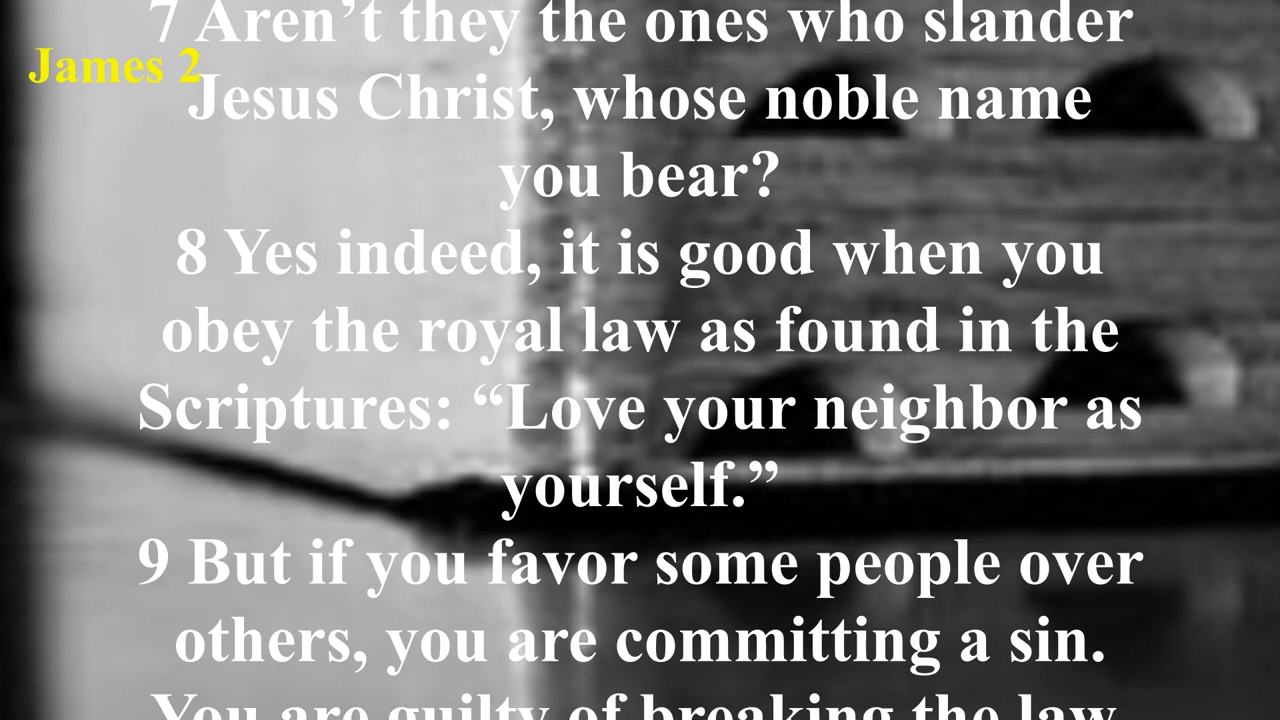 7 Aren’t they the ones who slander
James 2
Jesus Christ, whose noble name
you bear?
8 Yes indeed, it is good when you
obey the royal law as found in the
Scriptures: “Love your neighbor as
yourself.”
9 But if you favor some people over
others, you are committing a sin.
You are guilty of breaking the law.